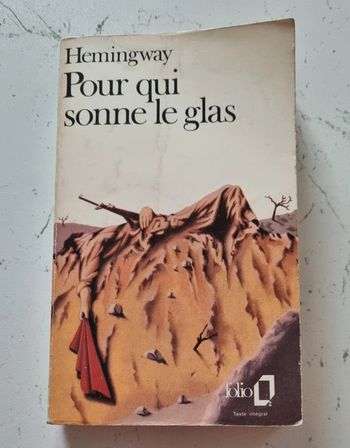 Hemingway
Pour qui
sonne le glas
folio
Texte intégral